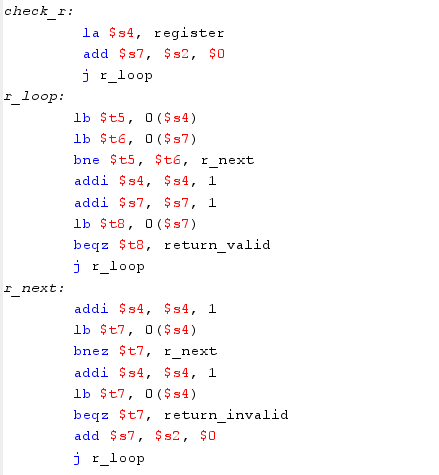 check_r:
la $s4, register
add $s7, $s2, $0
j r_loop
r_loop:
lb $t5, 0($s4)
lb $t6, 0($s7)
bne $t5, $t6, r_next
addi $s4, $s4, 1
addi $s7, $s7, 1
lb $t8, 0($s7)
beqz $t8, return_valid
j r_loop
r_next:
addi $s4, $s4, 1
lb $t7, 0($s4)
bnez $t7, r_next
addi $s4, $s4, 1
lb $t7, 0($s4)
beqz $t7, return_invalid
add $s7, $s2, $0
j r_loop